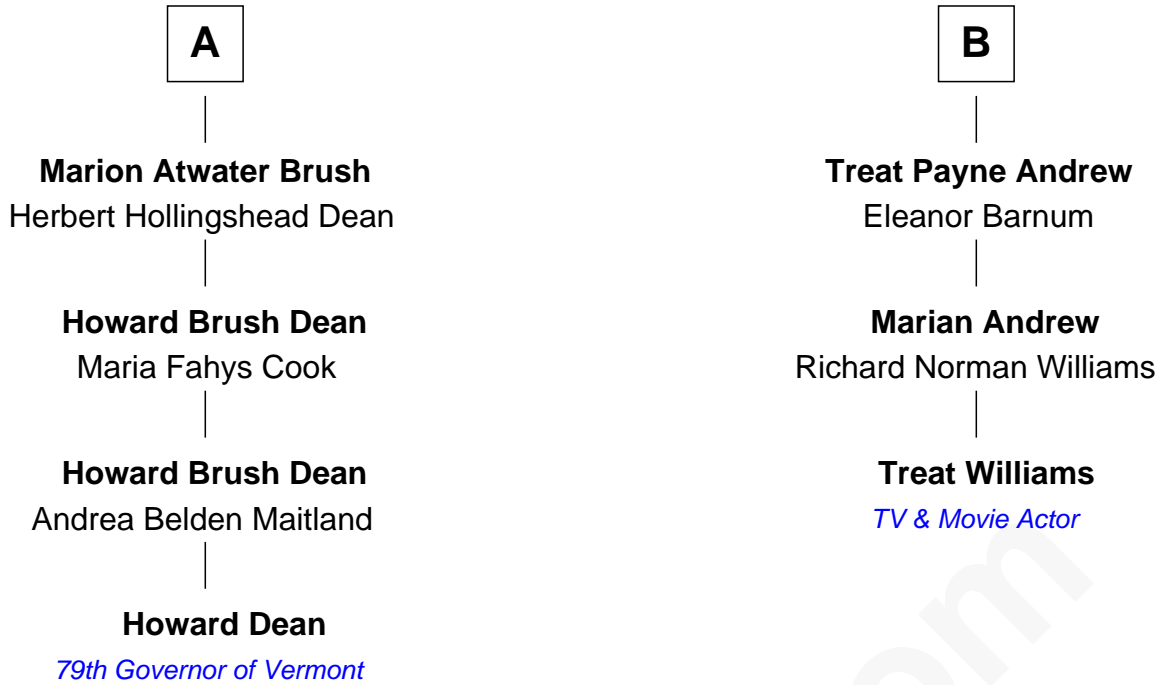 A
Marion Atwater Brush
Herbert Hollingshead Dean
Howard Brush Dean
Maria Fahys Cook
Howard Brush Dean
Andrea Belden Maitland
Howard Dean
79th Governor of Vermont
B
Treat Payne Andrew
Eleanor Barnum
Marian Andrew
Richard Norman Williams
Treat Williams
TV & Movie Actor
om